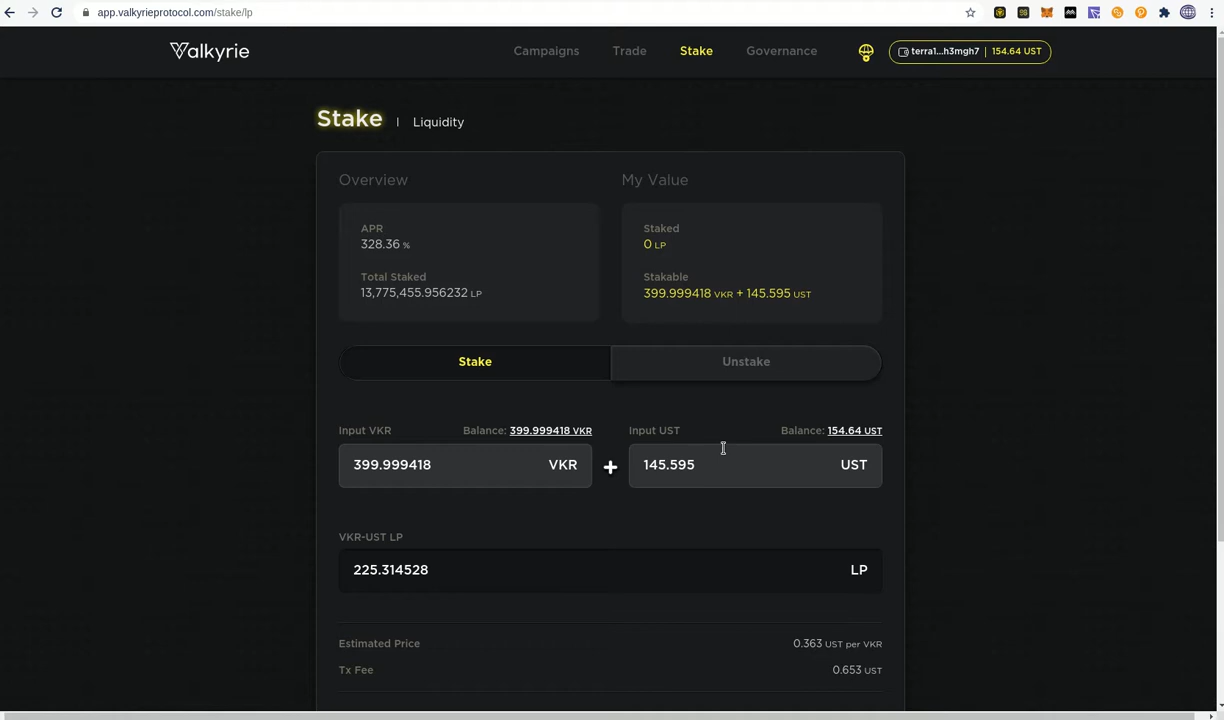 app.valkyrieprotocol.com/stake/lp
Valkyrie
Campaigns
Trade
Stake
Governance
terra1...h3mgh7 | 154.64 UST
Stake | Liquidity
Overview
My Value
APR
328.36 %
Total Staked
13,775,455.956232 LP
Staked
0 LP
Stakable
399.999418 VKR + 145.595 UST
Stake
Unstake
Input VKR
Balance: 399.999418 VKR
Input UST
Balance: 154.64 UST
399.999418 VKR
+
145.595 UST
VKR-UST LP
225.314528 LP
Estimated Price
0.363 UST per VKR
Tx Fee
0.653 UST